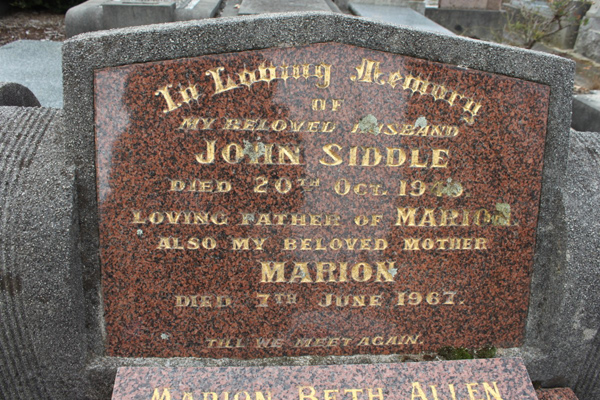 In Loving Memory
OF
MY BELOVED HUSBAND
JOHN SIDDLE
DIED 20TH OCT.
LOVING FATHER OF MARION.
ALSO MY BELOVED MOTHER
MARION
DIED 7TH JUNE 1967.
TILL WE MEET AGAIN.
MARION BETH ALLEN